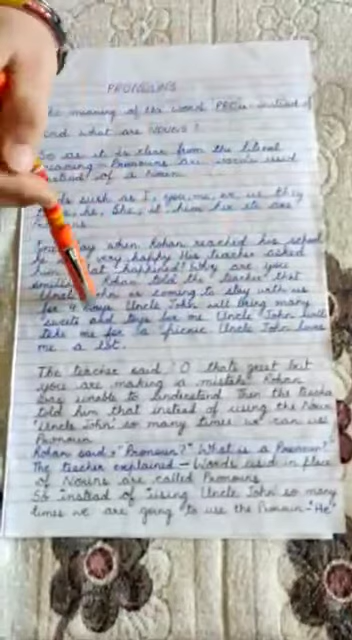 PRONOUNS
The meaning of the word 'PRO' - instead of
and what are NOUNS?
So as it is clear from the literal
meaning - Pronouns are words used
instead of a Noun.
such as I, you, me, we us they
he, She, it him her its are
One day when Rohan reached his school
he very happy. His teacher asked
him happened? Why are you
smiling? Rohan told the teacher that
Uncle John is coming to stay with us
for 4 days. Uncle John will bring many
sweets and toys for me. Uncle John will
take me for a picnic. Uncle John loves
me a lot.
The teacher said "O thats great but
you are making a mistake. Rohan
was unable to understand. Then the teacher
told him that instead of using the Noun
'Uncle John' so many times we can use
Pronoun
Rohan said - "Pronoun?" What is a Pronoun?"
The teacher explained - Words used in place
of Nouns are called Pronouns.
So instead of using Uncle John so many
times we are going to use the Pronoun - "He"